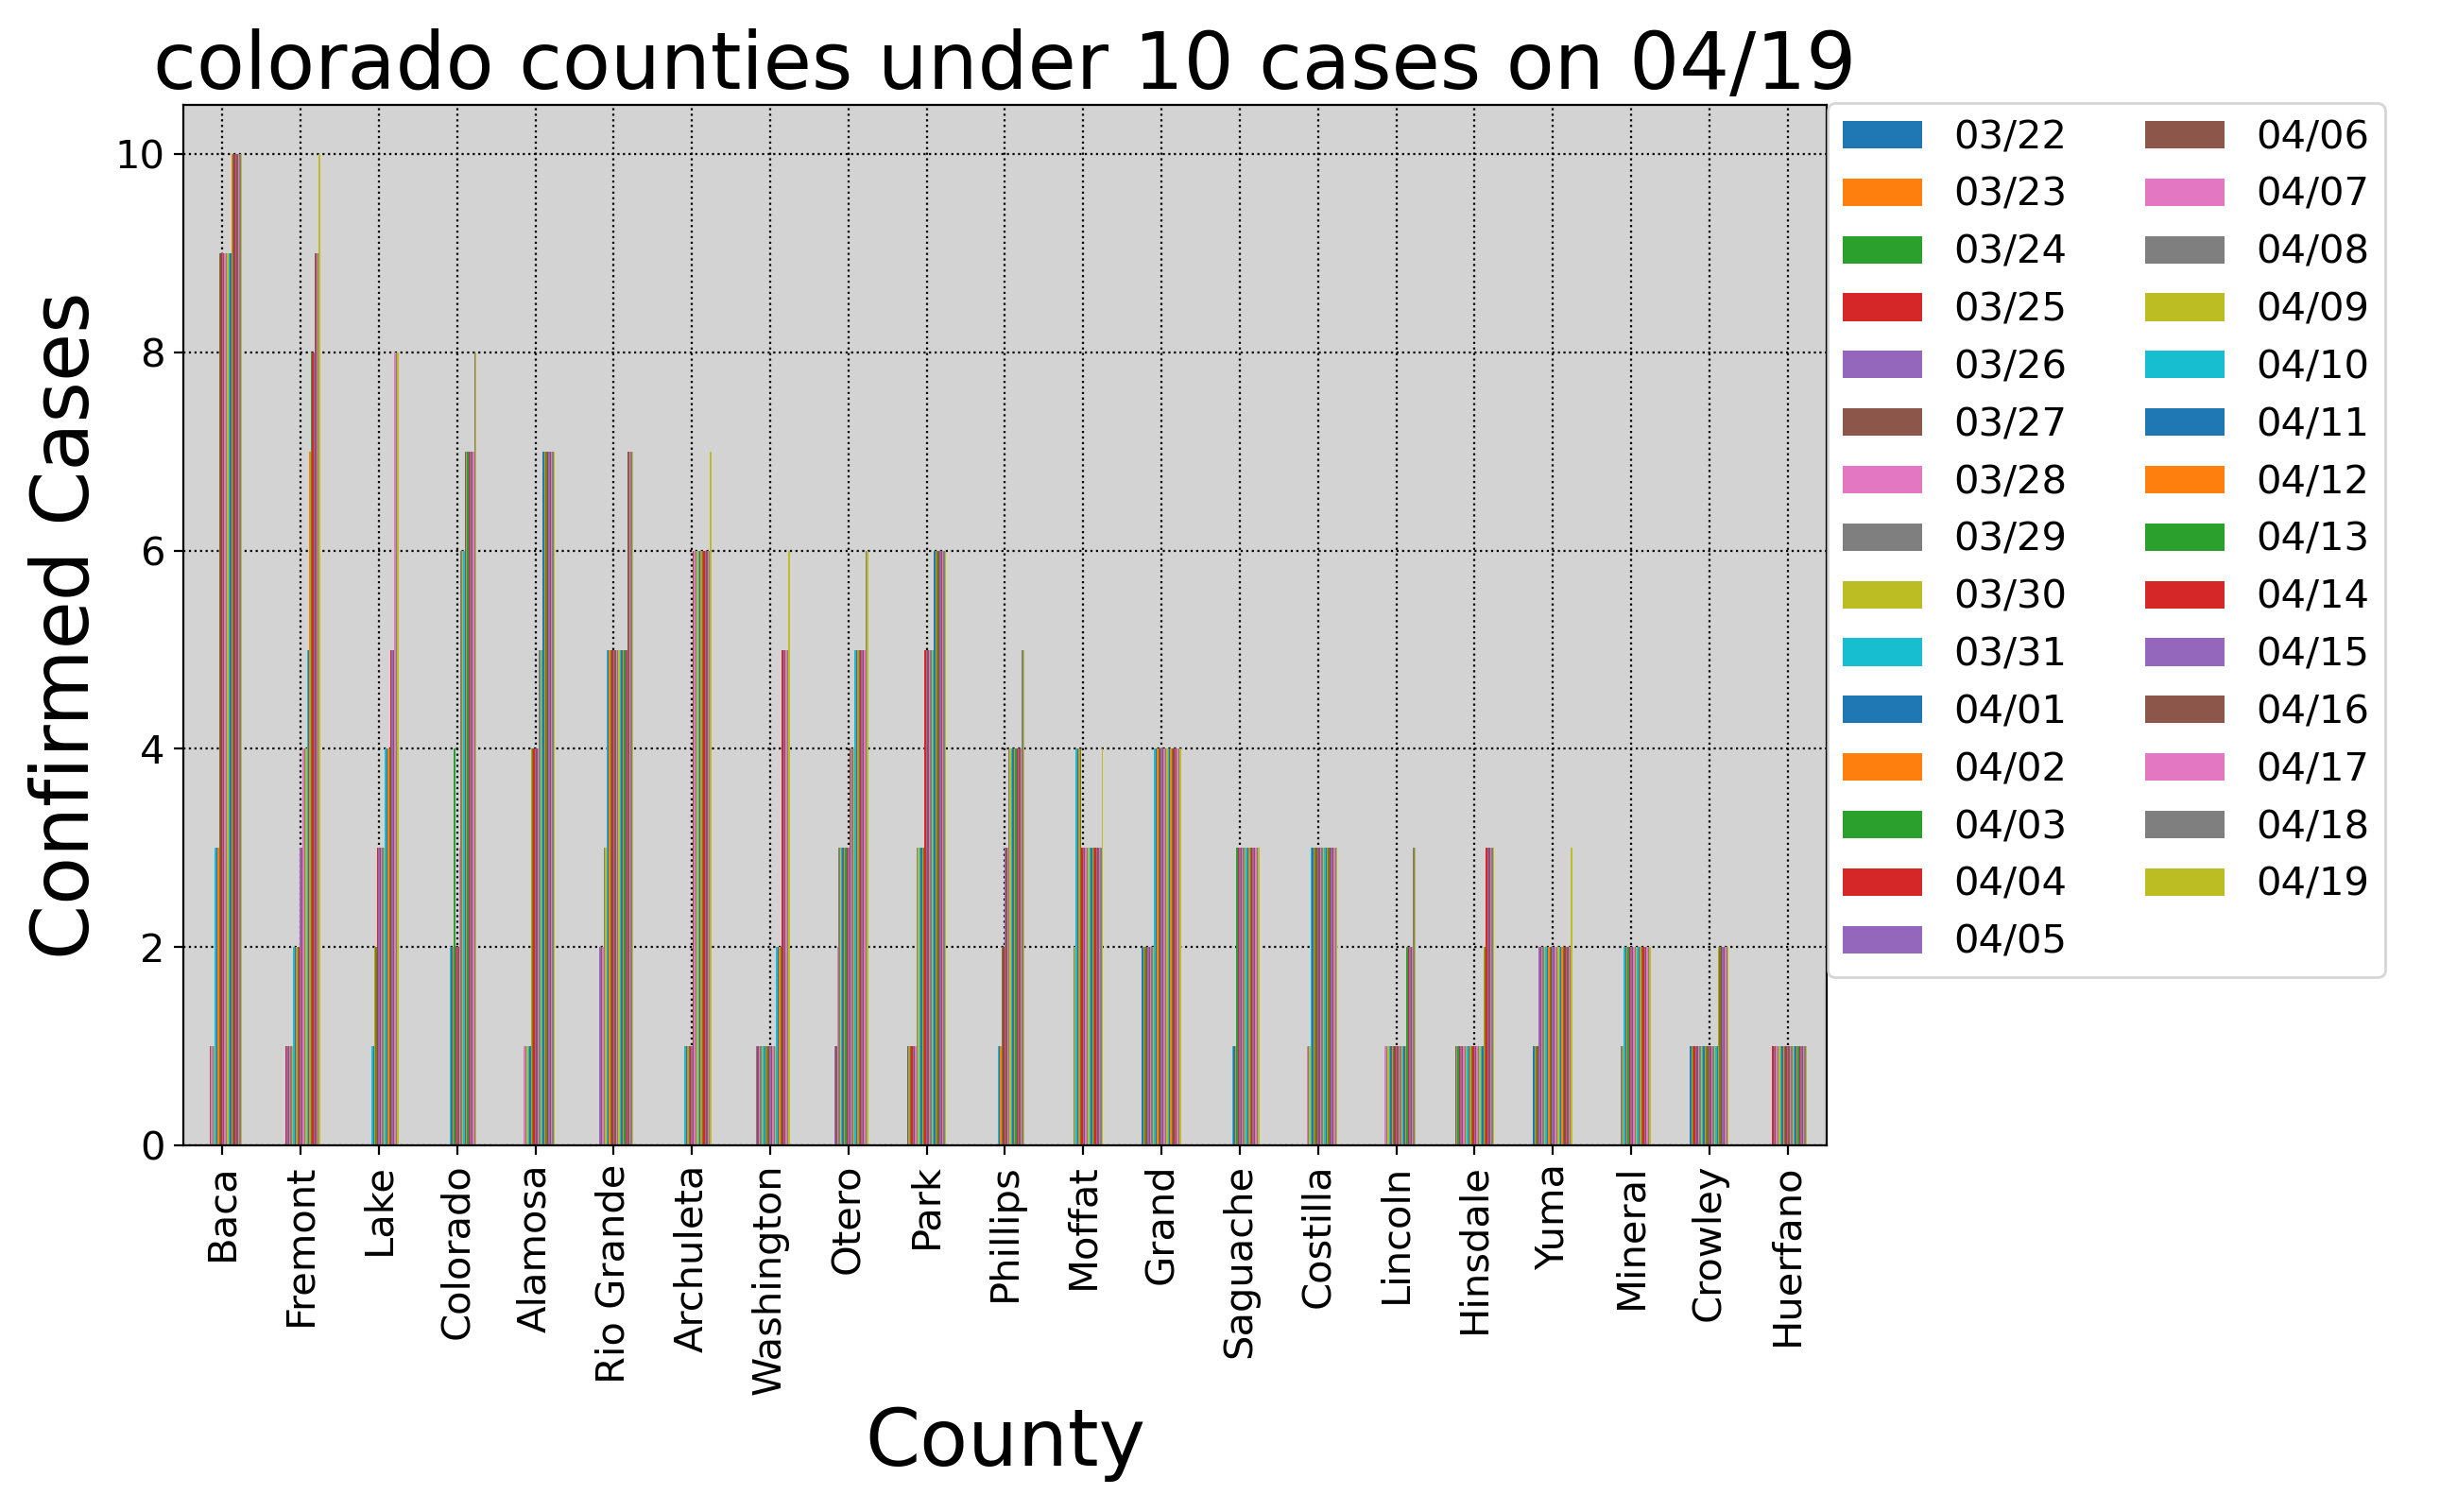 colorado counties under 10 cases on 04/19
Confirmed Cases
10
8
6
4
2
0
Baca
Fremont
Lake
Colorado
Alamosa
Rio Grande
Archuleta
Washington
Otero
Park
Phillips
Moffat
Grand
Saguache
Costilla
Lincoln
Hinsdale
Yuma
Mineral
Crowley
Huerfano
County
03/22
03/23
03/24
03/25
03/26
03/27
03/28
03/29
03/30
03/31
04/01
04/02
04/03
04/04
04/05
04/06
04/07
04/08
04/09
04/10
04/11
04/12
04/13
04/14
04/15
04/16
04/17
04/18
04/19